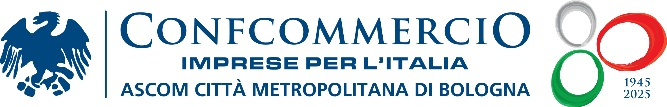 CONFCOMMERCIO
IMPRESE PER L'ITALIA
ASCOM CITTÀ METROPOLITANA DI BOLOGNA
1945
2025